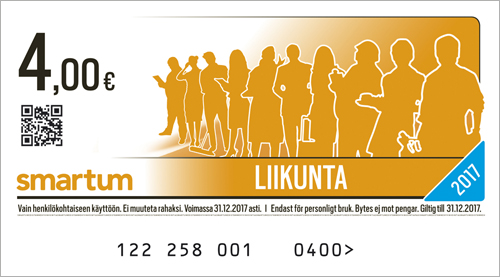 4,00€
smartum
LIIKUNTA
2017
Vain henkilökohtaiseen käyttöön. Ei muuteta rahaksi. Voimassa 31.12.2017 asti. | Endast för personligt bruk. Bytes ej mot pengar. Giltig till 31.12.2017.
122 258 001 0400>